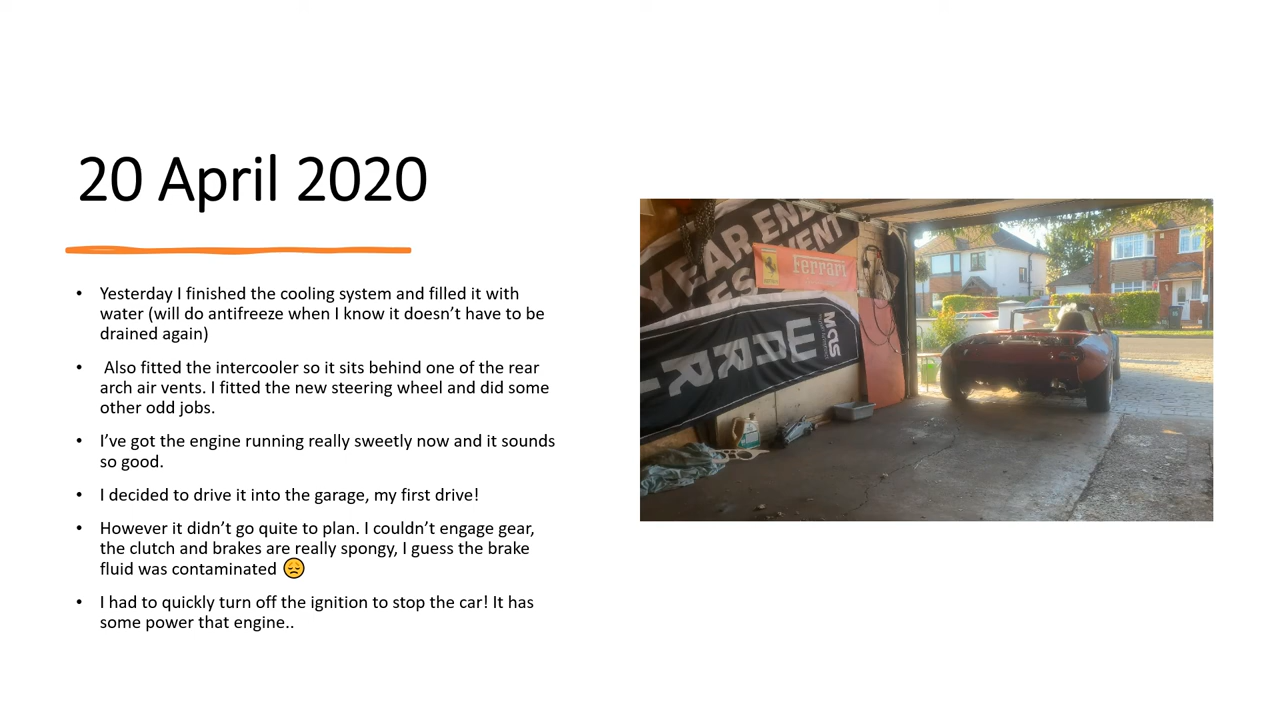 20 April 2020
• Yesterday I finished the cooling system and filled it with
water (will do antifreeze when I know it doesn’t have to be
drained again)
• Also fitted the intercooler so it sits behind one of the rear
arch air vents. I fitted the new steering wheel and did some
other odd jobs.
• I’ve got the engine running really sweetly now and it sounds
so good.
• I decided to drive it into the garage, my first drive!
• However it didn’t go quite to plan. I couldn’t engage gear,
the clutch and brakes are really spongy, I guess the brake
fluid was contaminated 😞
• I had to quickly turn off the ignition to stop the car! It has
some power that engine..
YEAR END
VENT
ES
Ferrari